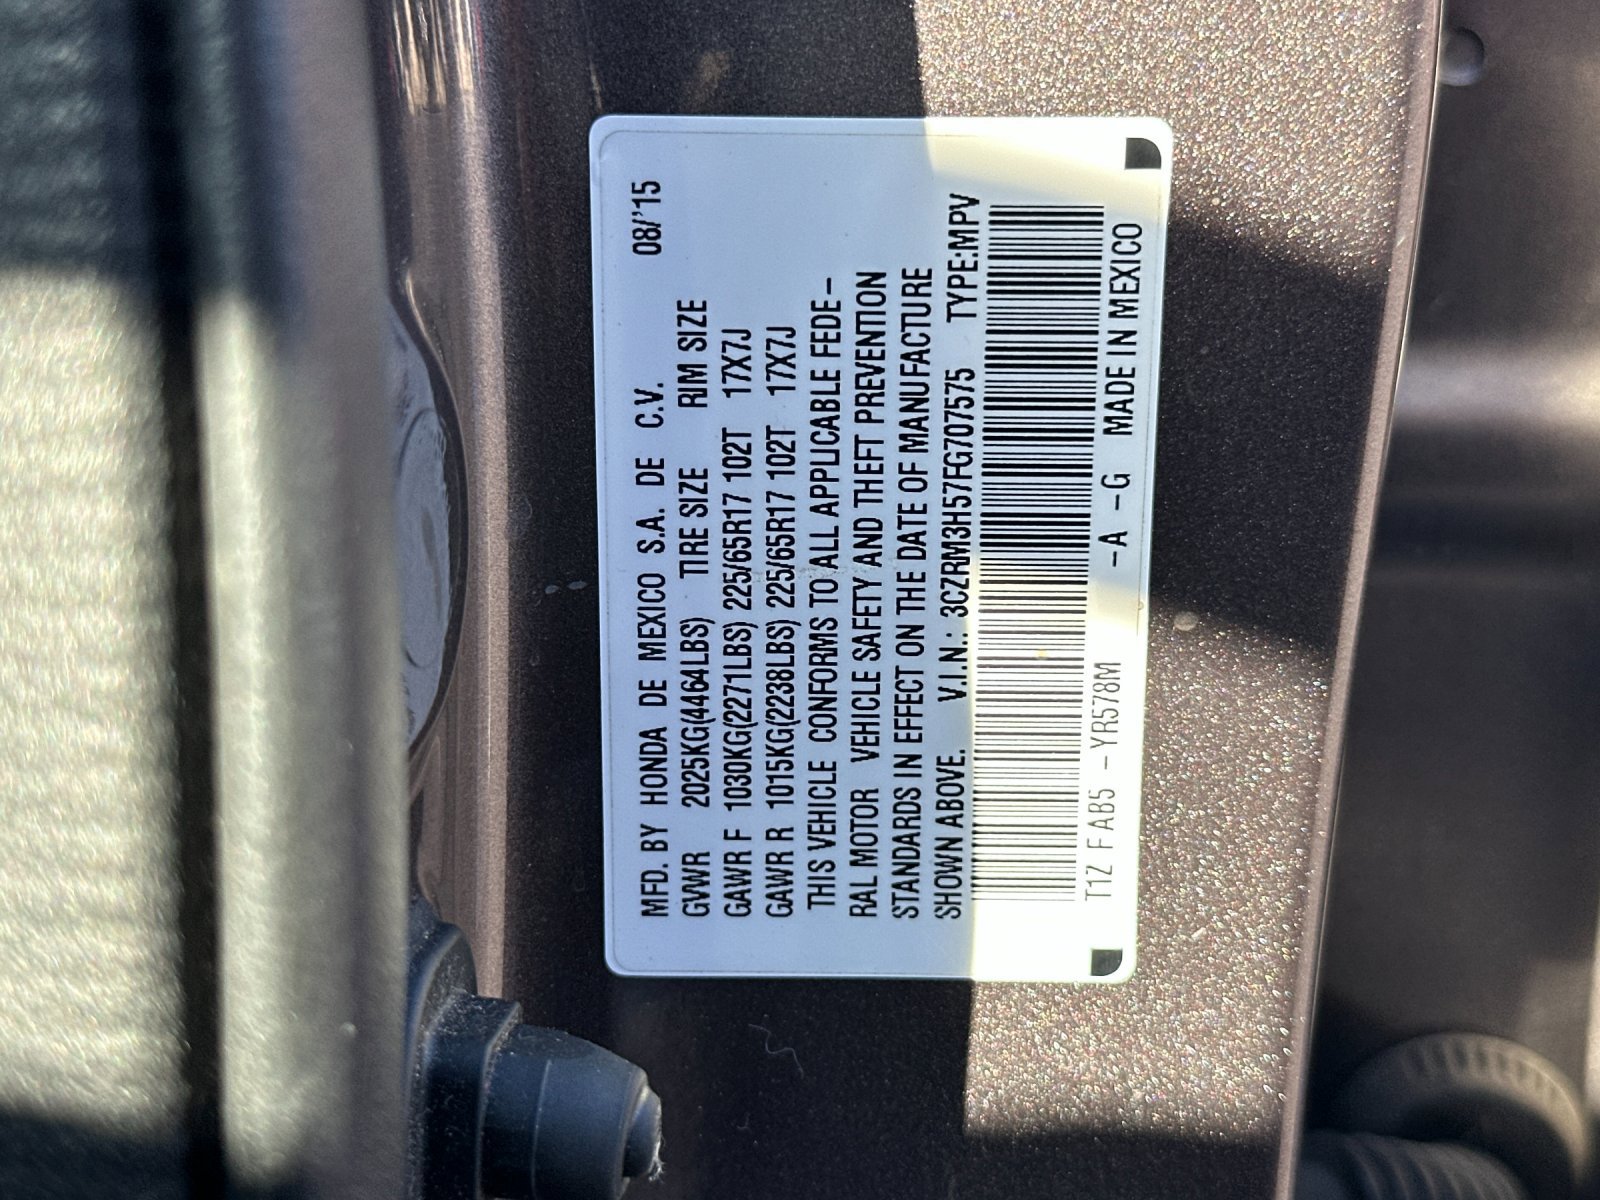 MFD. BY HONDA DE MEXICO S.A. DE C.V. 08/'15
GVWR 2025KG(4464LBS) TIRE SIZE RIM SIZE
GAWR F 1030KG(2271LBS) 225/65R17 102T 17X7J
GAWR R 1015KG(2238LBS) 225/65R17 102T 17X7J
THIS VEHICLE CONFORMS TO ALL APPLICABLE FEDE-
RAL MOTOR VEHICLE SAFETY AND THEFT PREVENTION
STANDARDS IN EFFECT ON THE DATE OF MANUFACTURE
SHOWN ABOVE. V.I.N.: 3CZRM3H57FG707575 TYPE:MPV
T1Z F AB5 -YR578M -A -G MADE IN MEXICO